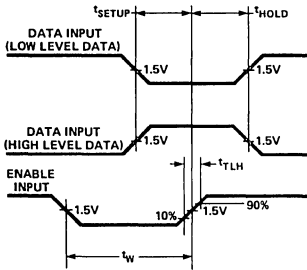 tSETUP tHOLD
DATA INPUT
(LOW LEVEL DATA)
1.5V 1.5V
DATA INPUT
(HIGH LEVEL DATA)
1.5V 1.5V
tTLH
ENABLE
INPUT
1.5V 10% 1.5V 90%
tW